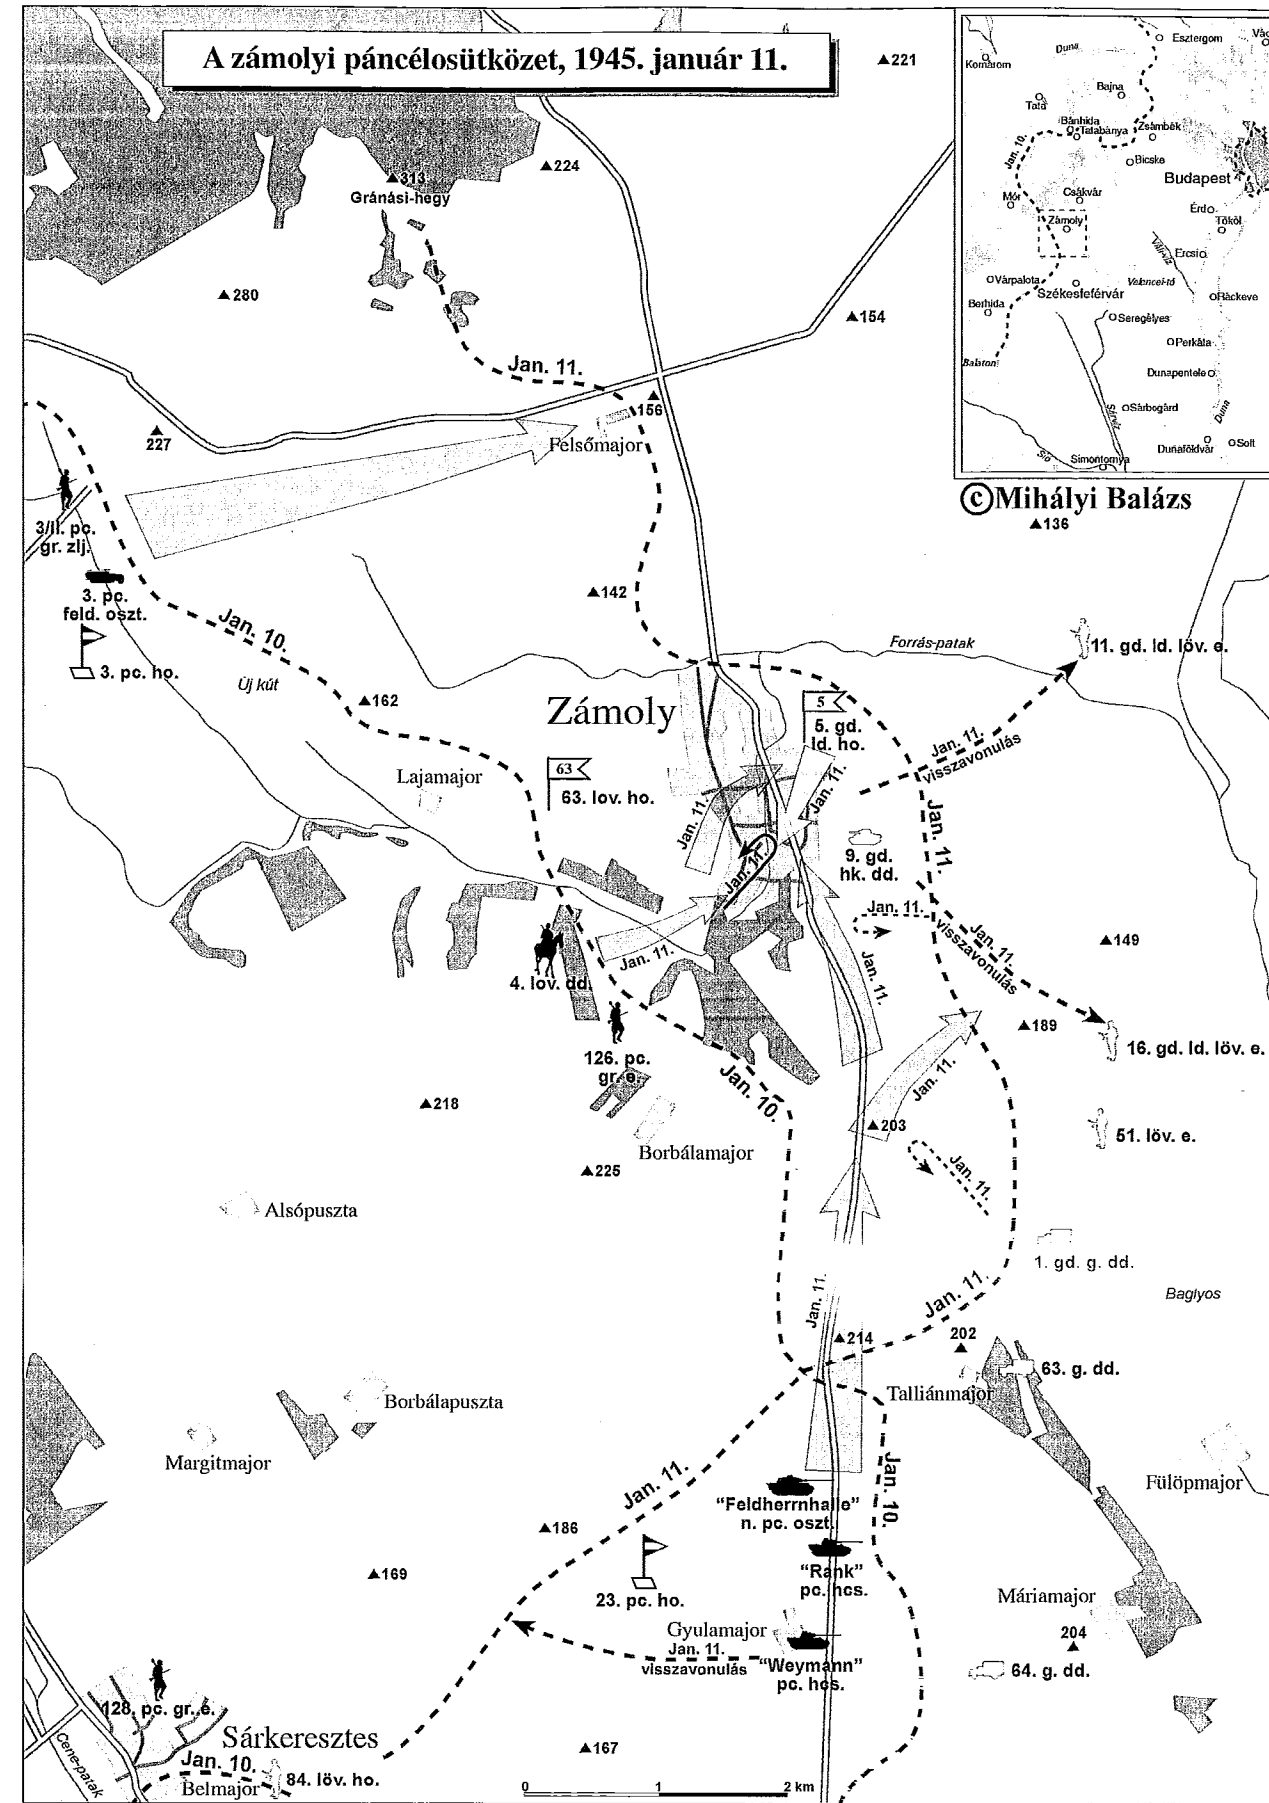 A zámolyi páncélosütközet, 1945. január 11.
221
Komárom
Duna
Esztergom
Tata
Bajna
Bánhida
Tatabánya
Zsámbék
Jan. 10.
Bicske
Budapest
Mór
Csákvár
Zámoly
Érd
Tököl
Váli-víz
Ercsi
Várpalota
Velencei-tó
Székesfehérvár
Ráckeve
Berhida
Seregélyes
Perkáta
Balaton
Dunapentele
Sárvíz
Sárbogárd
Duna
Sió
Simontornya
Dunaföldvár
Solt
©Mihályi Balázs
136
224
313
Gránási-hegy
280
154
Jan. 11.
156
227
Felsőmajor
3/II. pc.
gr. zlj.
3. pc.
feld. oszt.
3. pc. ho.
Jan. 10.
142
Új kút
162
Forrás-patak
11. gd. ld. löv. e.
Zámoly
5
5. gd.
ld. ho.
Jan. 11.
visszavonulás
63
63. lov. ho.
Lajamajor
Jan. 11.
Jan. 11.
Jan. 11.
Jan. 11.
9. gd.
hk. dd.
Jan. 11.
Jan. 11.
visszavonulás
149
4. lov. dd.
Jan. 11.
Jan. 11.
189
16. gd. ld. löv. e.
126. pc.
gr. e.
Jan. 10.
Jan. 11.
218
203
51. löv. e.
Borbálamajor
225
Jan. 11.
Alsópuszta
1. gd. g. dd.
Jan. 11.
Jan. 11.
Baglyos
214
202
63. g. dd.
Talliánmajor
Borbálapuszta
Margitmajor
Jan. 11.
Jan. 10.
Fülöpmajor
"Feldherrnhalle"
n. pc. oszt.
186
"Rank"
pc. hcs.
169
23. pc. ho.
Máriamajor
204
Gyulamajor
Jan. 11.
visszavonulás
"Weymann"
pc. hcs.
64. g. dd.
128. pc. gr. e.
Sárkeresztes
167
Cene-patak
Jan. 10.
Belmajor
84. löv. ho.
0 1 2 km